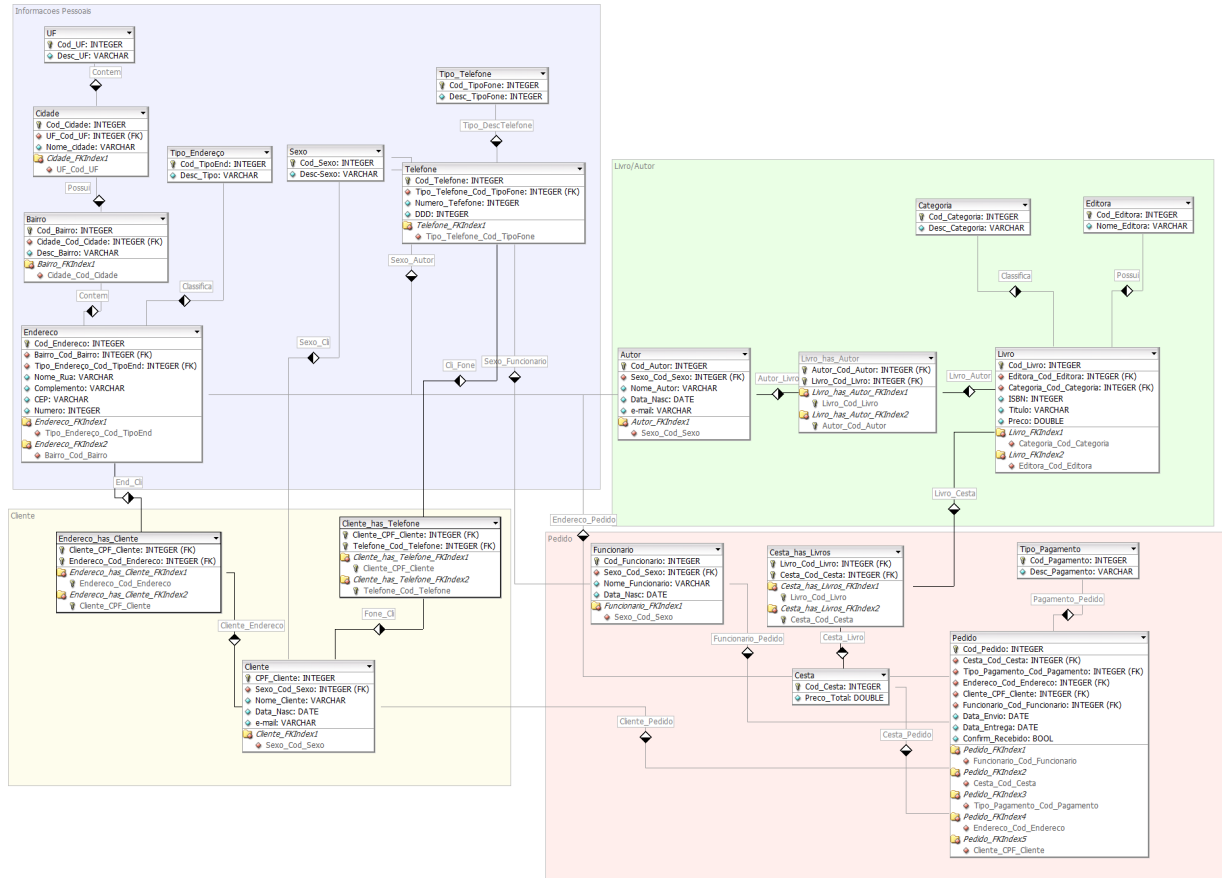 Informacoes Pessoais
UF
Cod_UF: INTEGER
Desc_UF: VARCHAR
Contem
Cidade
Cod_Cidade: INTEGER
UF_Cod_UF: INTEGER (FK)
Nome_cidade: VARCHAR
Cidade_FKIndex1
UF_Cod_UF
Possui
Bairro
Cod_Bairro: INTEGER
Cidade_Cod_Cidade: INTEGER (FK)
Desc_Bairro: VARCHAR
Bairro_FKIndex1
Cidade_Cod_Cidade
Contem
Tipo_Endereço
Cod_TipoEnd: INTEGER
Desc_Tipo: VARCHAR
Classifica
Sexo
Cod_Sexo: INTEGER
Desc-Sexo: VARCHAR
Sexo_Cli
Tipo_Telefone
Cod_TipoFone: INTEGER
Desc_TipoFone: INTEGER
Tipo_DescTelefone
Telefone
Cod_Telefone: INTEGER
Tipo_Telefone_Cod_TipoFone: INTEGER (FK)
Numero_Tefefone: INTEGER
DDD: INTEGER
Telefone_FKIndex1
Tipo_Telefone_Cod_TipoFone
Sexo_Autor
Cli_Fone
Sexo_Funcionario
Endereco
Cod_Endereco: INTEGER
Bairro_Cod_Bairro: INTEGER (FK)
Tipo_Endereço_Cod_TipoEnd: INTEGER (FK)
Nome_Rua: VARCHAR
Complemento: VARCHAR
CEP: VARCHAR
Numero: INTEGER
Endereco_FKIndex1
Tipo_Endereço_Cod_TipoEnd
Endereco_FKIndex2
Bairro_Cod_Bairro
End_Cli
Livro/Autor
Categoria
Cod_Categoria: INTEGER
Desc_Categoria: VARCHAR
Classifica
Editora
Cod_Editora: INTEGER
Nome_Editora: VARCHAR
Possui
Autor
Cod_Autor: INTEGER
Sexo_Cod_Sexo: INTEGER (FK)
Nome_Autor: VARCHAR
Data_Nasc: DATE
e-mail: VARCHAR
Autor_FKIndex1
Sexo_Cod_Sexo
Autor_Livro
Livro_has_Autor
Autor_Cod_Autor: INTEGER (FK)
Livro_Cod_Livro: INTEGER (FK)
Livro_has_Autor_FKIndex1
Livro_Cod_Livro
Livro_has_Autor_FKIndex2
Autor_Cod_Autor
Livro_Autor
Livro
Cod_Livro: INTEGER
Editora_Cod_Editora: INTEGER (FK)
Categoria_Cod_Categoria: INTEGER (FK)
ISBN: INTEGER
Titulo: VARCHAR
Preco: DOUBLE
Livro_FKIndex1
Categoria_Cod_Categoria
Livro_FKIndex2
Editora_Cod_Editora
Livro_Cesta
Cliente
Endereco_has_Cliente
Cliente_CPF_Cliente: INTEGER (FK)
Endereco_Cod_Endereco: INTEGER (FK)
Endereco_has_Cliente_FKIndex1
Endereco_Cod_Endereco
Endereco_has_Cliente_FKIndex2
Cliente_CPF_Cliente
Cliente_Endereco
Cliente_has_Telefone
Cliente_CPF_Cliente: INTEGER (FK)
Telefone_Cod_Telefone: INTEGER (FK)
Cliente_has_Telefone_FKIndex1
Cliente_CPF_Cliente
Cliente_has_Telefone_FKIndex2
Telefone_Cod_Telefone
Fone_Cli
Cliente
CPF_Cliente: INTEGER
Sexo_Cod_Sexo: INTEGER (FK)
Nome_Cliente: VARCHAR
Data_Nasc: DATE
e-mail: VARCHAR
Cliente_FKIndex1
Sexo_Cod_Sexo
Endereco_Pedido
Pedido
Funcionario
Cod_Funcionario: INTEGER
Sexo_Cod_Sexo: INTEGER (FK)
Nome_Funcionario: VARCHAR
Data_Nasc: DATE
Funcionario_FKIndex1
Sexo_Cod_Sexo
Funcionario_Pedido
Cesta_has_Livros
Livro_Cod_Livro: INTEGER (FK)
Cesta_Cod_Cesta: INTEGER (FK)
Cesta_has_Livros_FKIndex1
Livro_Cod_Livro
Cesta_has_Livros_FKIndex2
Cesta_Cod_Cesta
Cesta_Livro
Cesta
Cod_Cesta: INTEGER
Preco_Total: DOUBLE
Cliente_Pedido
Cesta_Pedido
Tipo_Pagamento
Cod_Pagamento: INTEGER
Desc_Pagamento: VARCHAR
Pagamento_Pedido
Pedido
Cod_Pedido: INTEGER
Cesta_Cod_Cesta: INTEGER (FK)
Tipo_Pagamento_Cod_Pagamento: INTEGER (FK)
Endereco_Cod_Endereco: INTEGER (FK)
Cliente_CPF_Cliente: INTEGER (FK)
Funcionario_Cod_Funcionario: INTEGER (FK)
Data_Envio: DATE
Data_Entrega: DATE
Confirm_Recebido: BOOL
Pedido_FKIndex1
Funcionario_Cod_Funcionario
Pedido_FKIndex2
Cesta_Cod_Cesta
Pedido_FKIndex3
Tipo_Pagamento_Cod_Pagamento
Pedido_FKIndex4
Endereco_Cod_Endereco
Pedido_FKIndex5
Cliente_CPF_Cliente